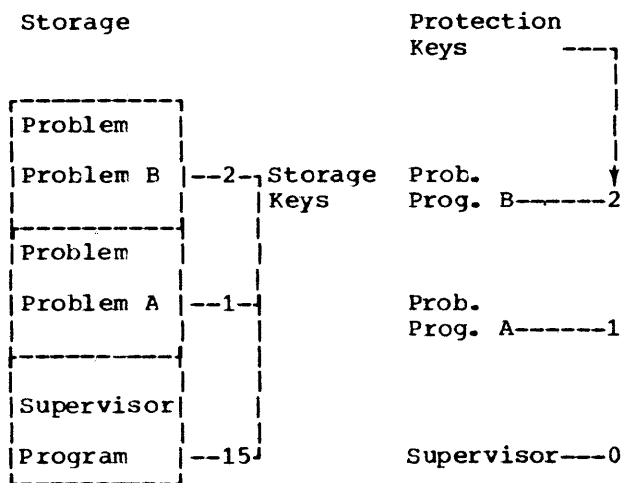 Storage Protection
Keys ----
Problem
Problem B |--2- Storage Prob.
Keys Prog. B------2
Problem
Problem A |--1- Prob.
Prog. A------1
Supervisor
Program |--15 Supervisor---0